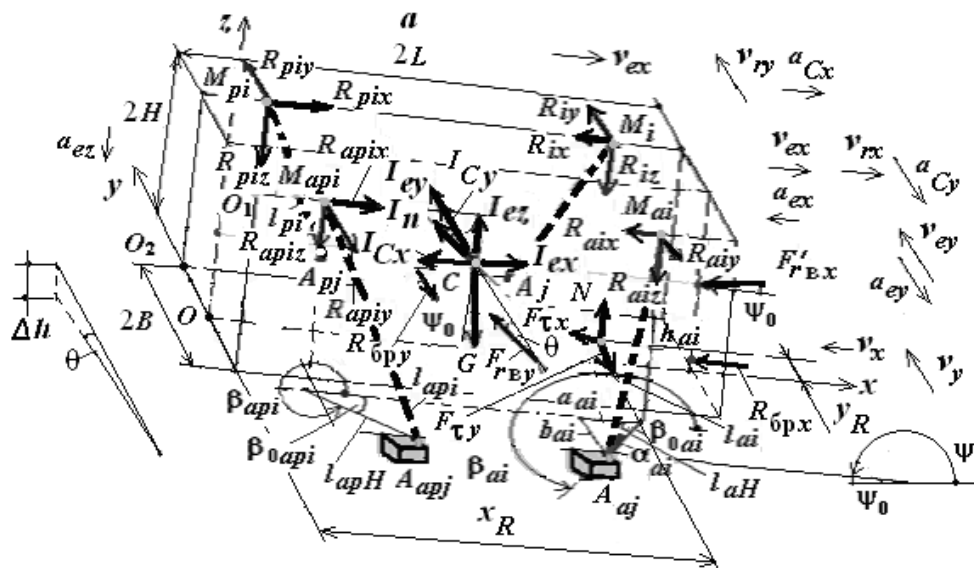 z
a
2L
v_ex
v_ry
a_Cx
R_piy
M_pi
R_pix
R_iy
M_i
R_ix
2H
R_piz
R_apix
R_iz
v_ex
v_rx
a_Cy
a_ez
M_api
I_ey
I_Cy
I_ez
M_ai
a_ex
y
O_1
l_pi
I_n
R_aix
R_aiy
v_ey
O_2
R_apiz
A_pj
I_Cx
C
I_ex
A_j
R_aiz
F'_rвx
a_ey
O
R_apiy
Ψ_0
N
F_τx
θ
h_ai
Ψ_0
Δh
2B
R_брy
G
F_rвy
v_x
x
v_y
θ
β_api
l_api
F_τy
a_ai
β_0ai
l_ai
R_брx
y_R
β_0api
l_apH
A_apj
β_ai
b_ai
α_ai
l_aH
Ψ
A_aj
Ψ_0
x_R